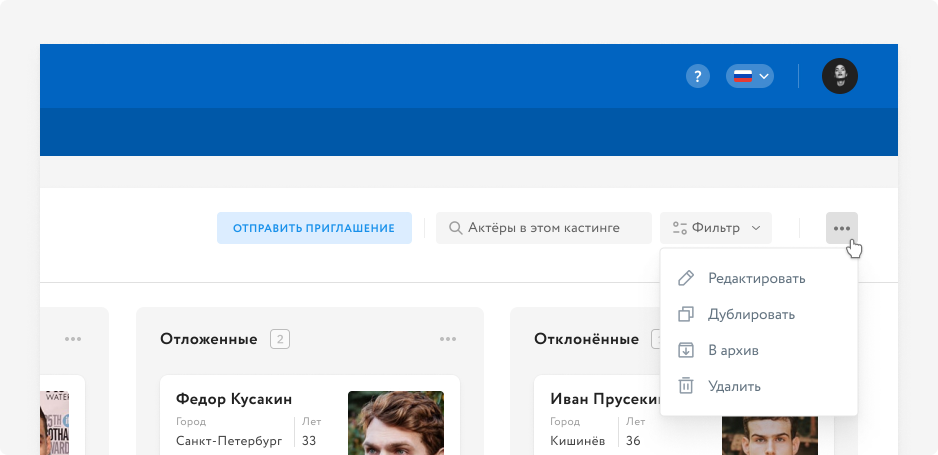 ?
ОТПРАВИТЬ ПРИГЛАШЕНИЕ
Актёры в этом кастинге
Фильтр
Редактировать
Дублировать
В архив
Удалить
Отложенные 2
Отклонённые
WATER
Федор Кусакин
Город Лет
Санкт-Петербург 33
Иван Прусеки
Город Лет
Кишинёв 36